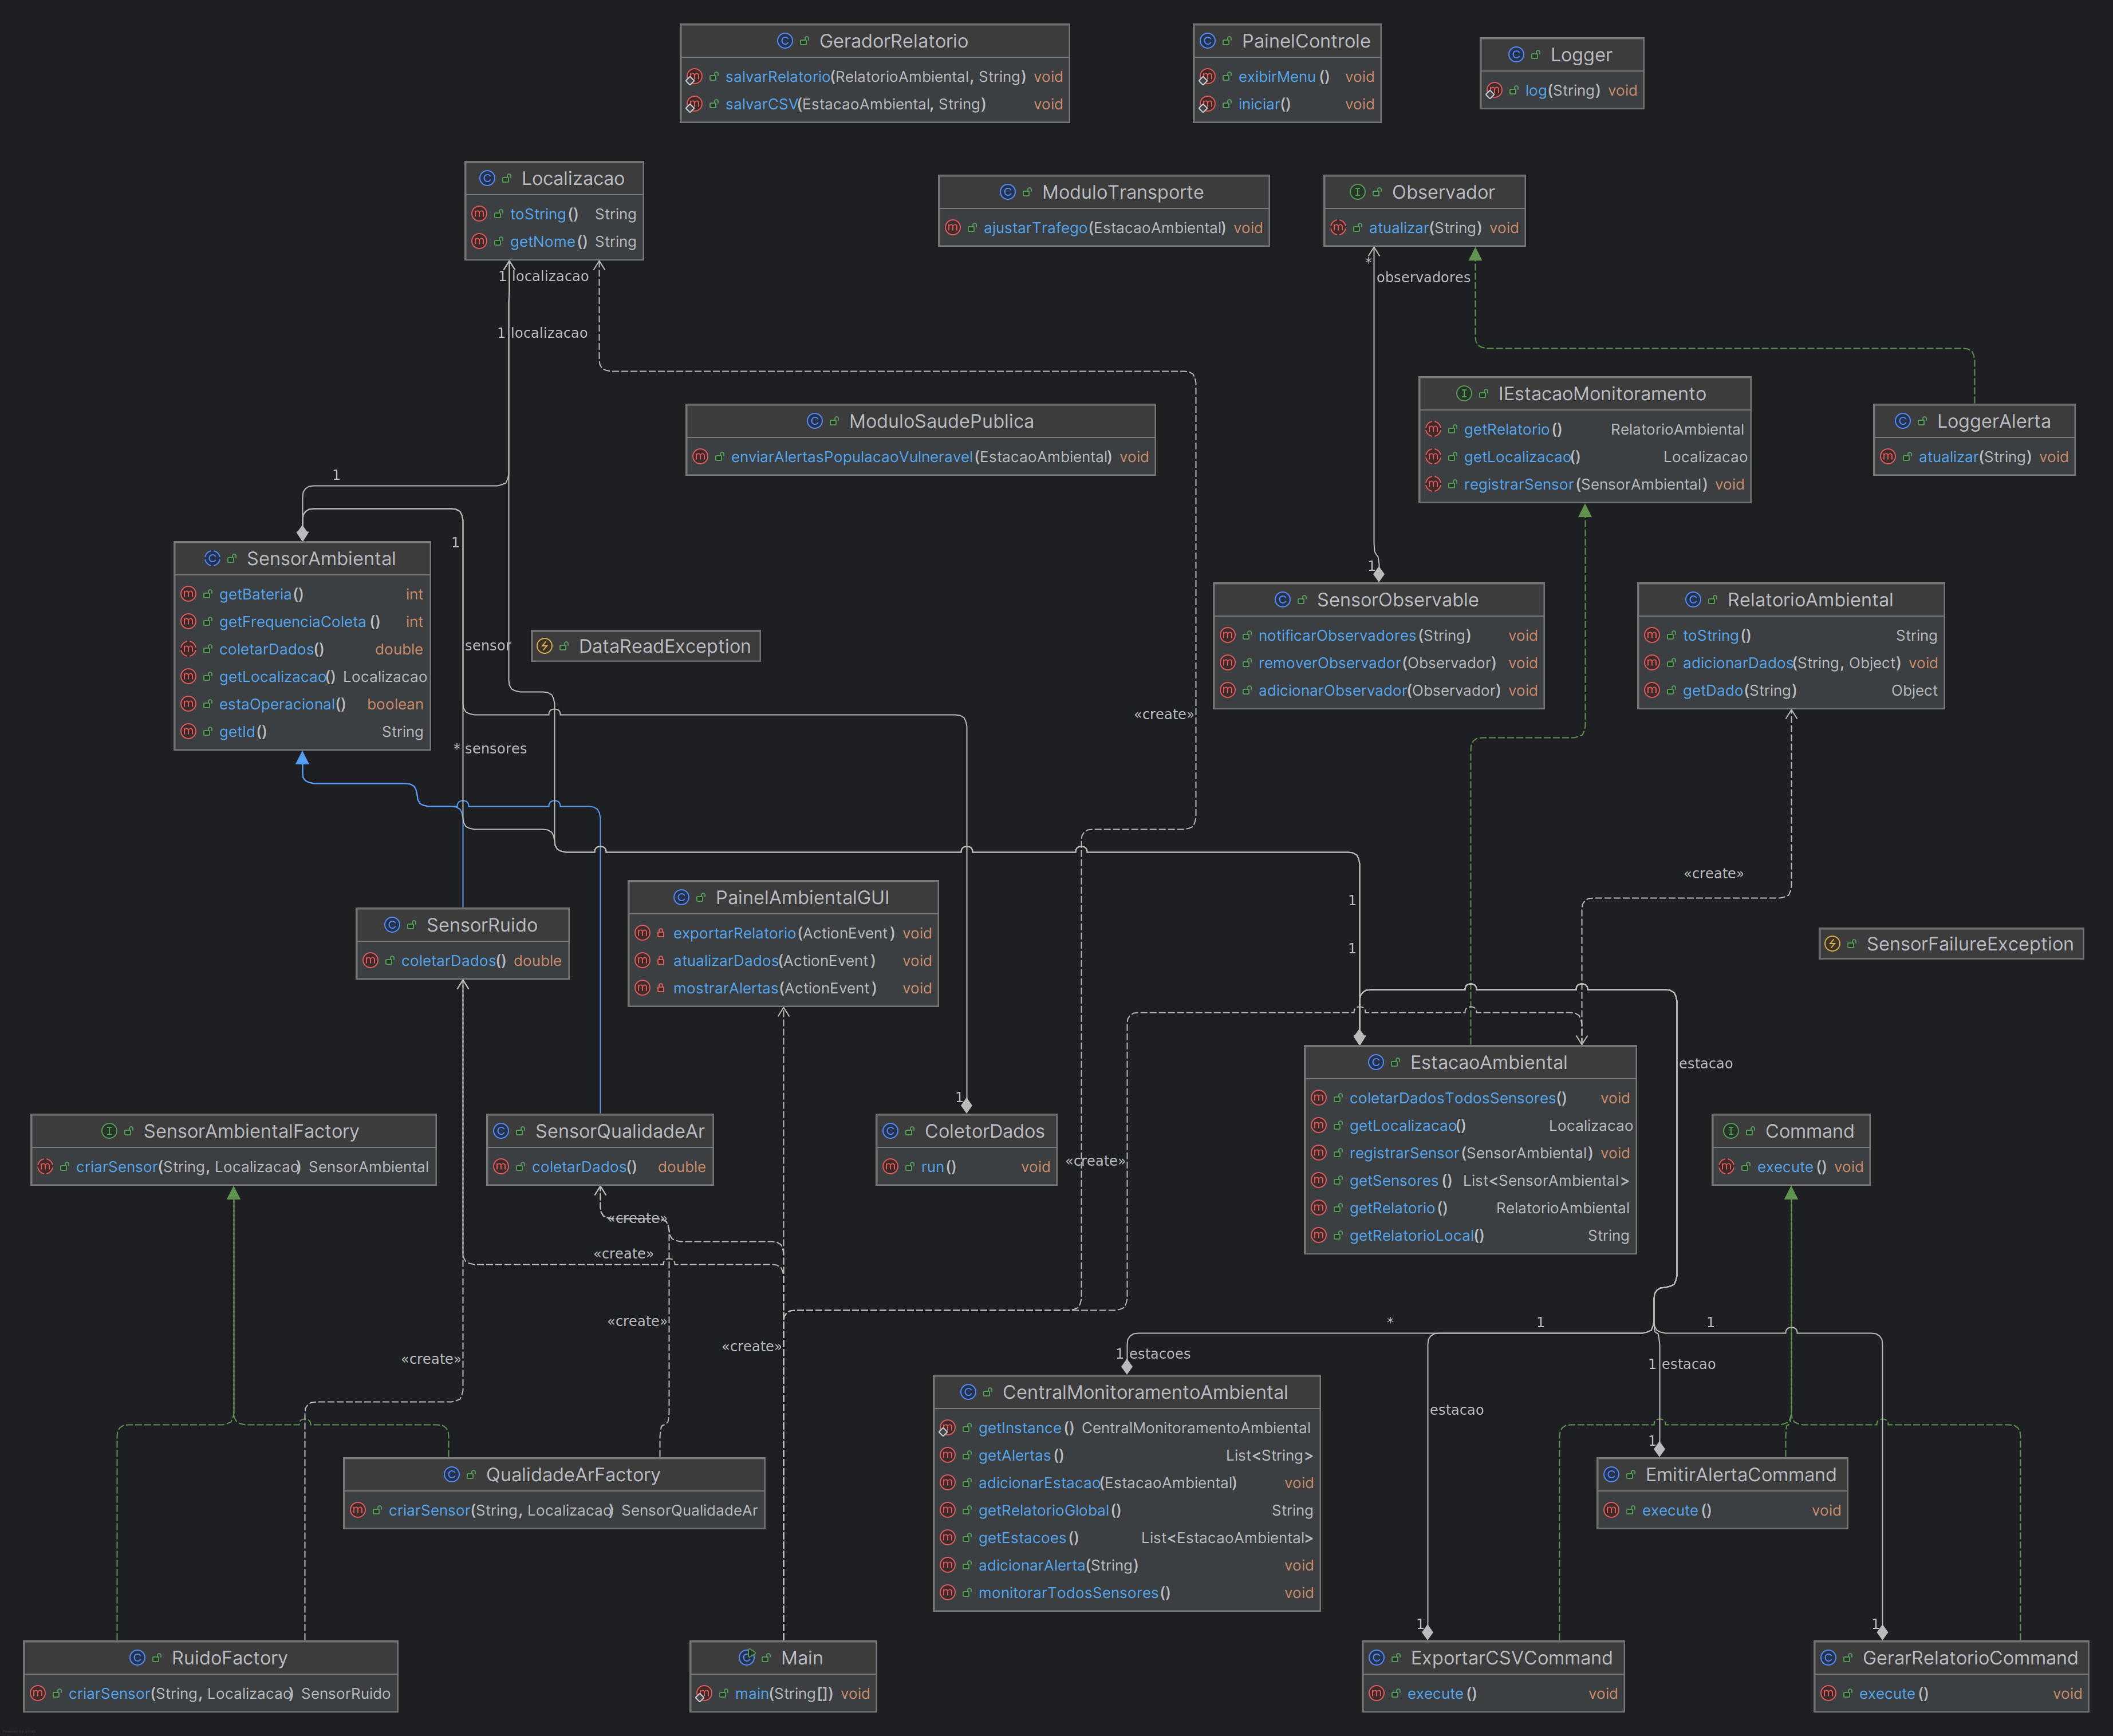 GeradorRelatorio
salvarRelatorio(RelatorioAmbiental, String) void
salvarCSV(EstacaoAmbiental, String) void
PainelControle
exibirMenu() void
iniciar() void
Logger
log(String) void
Localizacao
toString() String
getNome() String
ModuloTransporte
ajustarTrafego(EstacaoAmbiental) void
Observador
atualizar(String) void
1 localizacao
* observadores
1 localizacao
IEstacaoMonitoramento
getRelatorio() RelatorioAmbiental
getLocalizacao() Localizacao
registrarSensor(SensorAmbiental) void
ModuloSaudePublica
enviarAlertasPopulacaoVulneravel(EstacaoAmbiental) void
LoggerAlerta
atualizar(String) void
1
1
1
SensorAmbiental
getBateria() int
getFrequenciaColeta() int
coletarDados() double
getLocalizacao() Localizacao
estaOperacional() boolean
getId() String
sensor
DataReadException
SensorObservable
notificarObservadores(String) void
removerObservador(Observador) void
adicionarObservador(Observador) void
RelatorioAmbiental
toString() String
adicionarDados(String, Object) void
getDado(String) Object
«create»
* sensores
«create»
1
1
SensorRuido
coletarDados() double
PainelAmbientalGUI
exportarRelatorio(ActionEvent) void
atualizarDados(ActionEvent) void
mostrarAlertas(ActionEvent) void
SensorFailureException
EstacaoAmbiental
coletarDadosTodosSensores() void
getLocalizacao() Localizacao
registrarSensor(SensorAmbiental) void
getSensores() List<SensorAmbiental>
getRelatorio() RelatorioAmbiental
getRelatorioLocal() String
estacao
1
SensorAmbientalFactory
criarSensor(String, Localizacao) SensorAmbiental
SensorQualidadeAr
coletarDados() double
ColetorDados
run() void
«create»
Command
execute() void
«create»
«create»
«create»
«create»
«create»
* 1 1
1 estacoes
1 estacao
estacao
CentralMonitoramentoAmbiental
getInstance() CentralMonitoramentoAmbiental
getAlertas() List<String>
adicionarEstacao(EstacaoAmbiental) void
getRelatorioGlobal() String
getEstacoes() List<EstacaoAmbiental>
adicionarAlerta(String) void
monitorarTodosSensores() void
1
QualidadeArFactory
criarSensor(String, Localizacao) SensorQualidadeAr
EmitirAlertaCommand
execute() void
1
1
RuidoFactory
criarSensor(String, Localizacao) SensorRuido
Main
main(String[]) void
ExportarCSVCommand
execute() void
GerarRelatorioCommand
execute() void